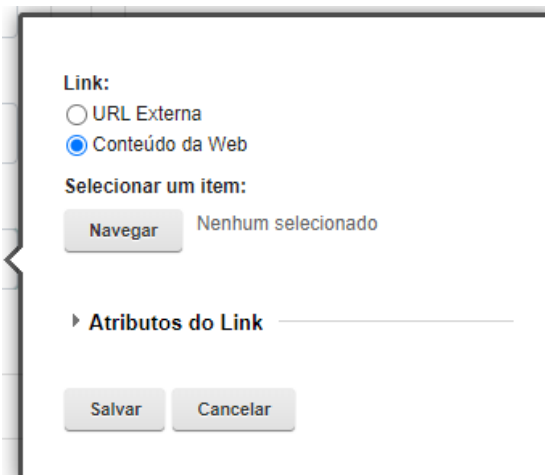 Link:
URL Externa
Conteúdo da Web
Selecionar um item:
Navegar Nenhum selecionado
Atributos do Link
Salvar Cancelar